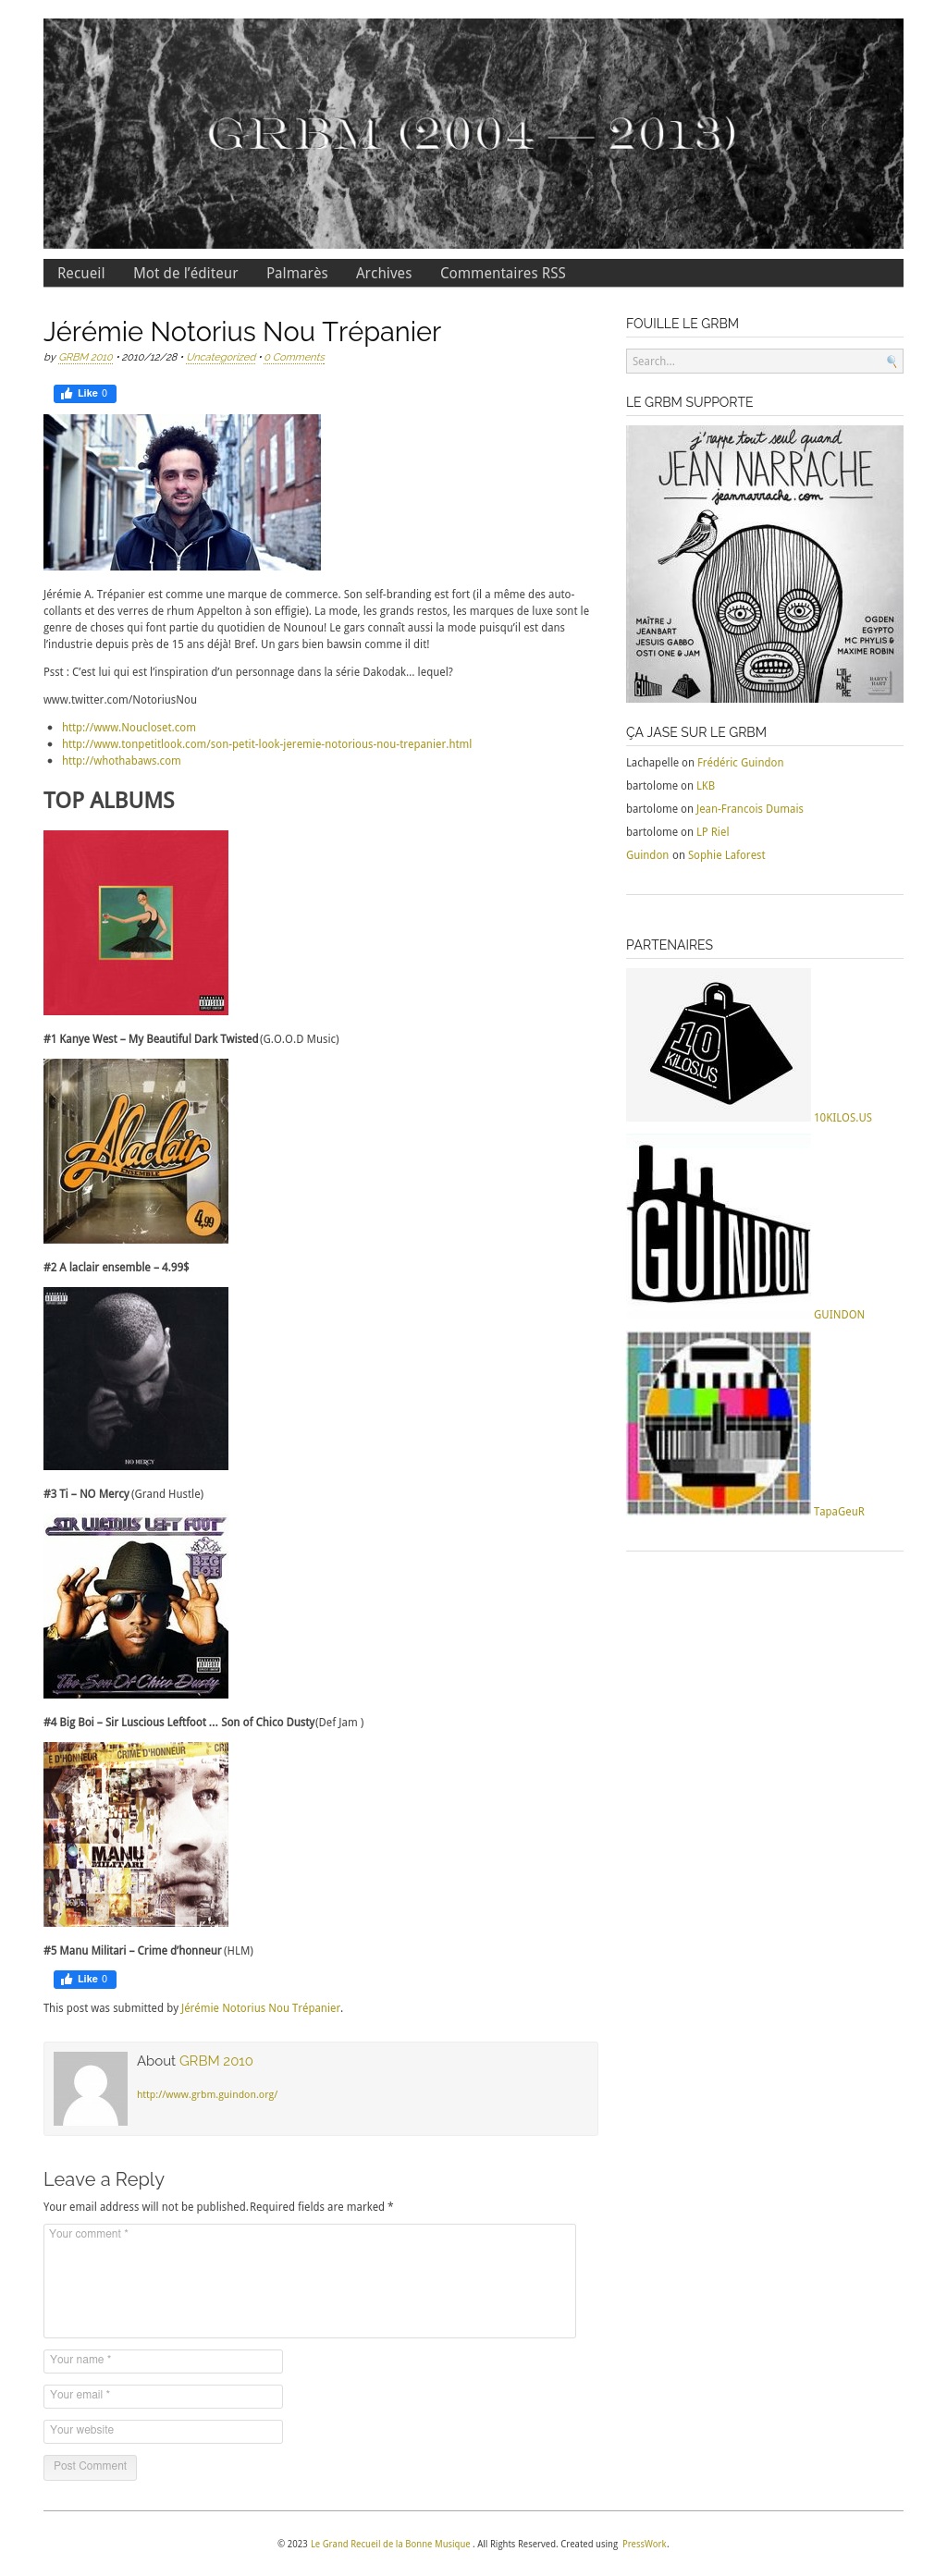 GRBM (2004 — 2013)
Recueil Mot de l'éditeur Palmarès Archives Commentaires RSS
Jérémie Notorius Nou Trépanier
by GRBM 2010 • 2010/12/28 • Uncategorized • 0 Comments
Like 0
Jérémie A. Trépanier est comme une marque de commerce. Son self-branding est fort (il a même des auto-
collants et des verres de rhum Appelton à son effigie). La mode, les grands restos, les marques de luxe sont le
genre de choses qui font partie du quotidien de Nounou! Le gars connaît aussi la mode puisqu'il est dans
l'industrie depuis près de 15 ans déjà! Bref. Un gars bien bawsin comme il dit!
Psst : C'est lui qui est l'inspiration d'un personnage dans la série Dakodak… lequel?
www.twitter.com/NotoriusNou
• http://www.Noucloset.com
• http://www.tonpetitlook.com/son-petit-look-jeremie-notorious-nou-trepanier.html
• http://whothabaws.com
TOP ALBUMS
#1 Kanye West – My Beautiful Dark Twisted (G.O.O.D Music)
Alaclair
ENSEMBLE
4,99
#2 A laclair ensemble – 4.99$
NO MERCY
#3 Ti – NO Mercy (Grand Hustle)
SIR LUCIOUS LEFT FOOT
BIG BOI
The Son Of Chico Dusty
#4 Big Boi – Sir Luscious Leftfoot … Son of Chico Dusty (Def Jam )
E D'HONNEUR CRIME D'HONNEUR CRI
MANU
MILITARI
#5 Manu Militari – Crime d'honneur (HLM)
Like 0
This post was submitted by Jérémie Notorius Nou Trépanier.
About GRBM 2010
http://www.grbm.guindon.org/
Leave a Reply
Your email address will not be published. Required fields are marked *
Your comment *
Your name *
Your email *
Your website
Post Comment
FOUILLE LE GRBM
Search...
LE GRBM SUPPORTE
j'rappe tout seul quand
JEAN NARRACHE
jeannarrache.com
MAÎTRE J
JEANBART
JESUIS GABBO
OSTI ONE & JAM
OGDEN
EGYPTO
MC PHYLIS &
MAXIME ROBIN
ÇA JASE SUR LE GRBM
Lachapelle on Frédéric Guindon
bartolome on LKB
bartolome on Jean-Francois Dumais
bartolome on LP Riel
Guindon on Sophie Laforest
PARTENAIRES
10
KILOS.US
10KILOS.US
GUINDON
GUINDON
TapaGeuR
© 2023 Le Grand Recueil de la Bonne Musique . All Rights Reserved. Created using PressWork.